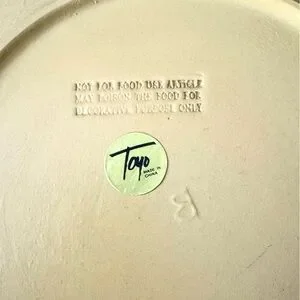 NOT FOR FOOD USE ARTICLE
MAY POISON THE FOOD FOR
DECORATIVE PURPOSE ONLY
Toyo
MADE IN
CHINA